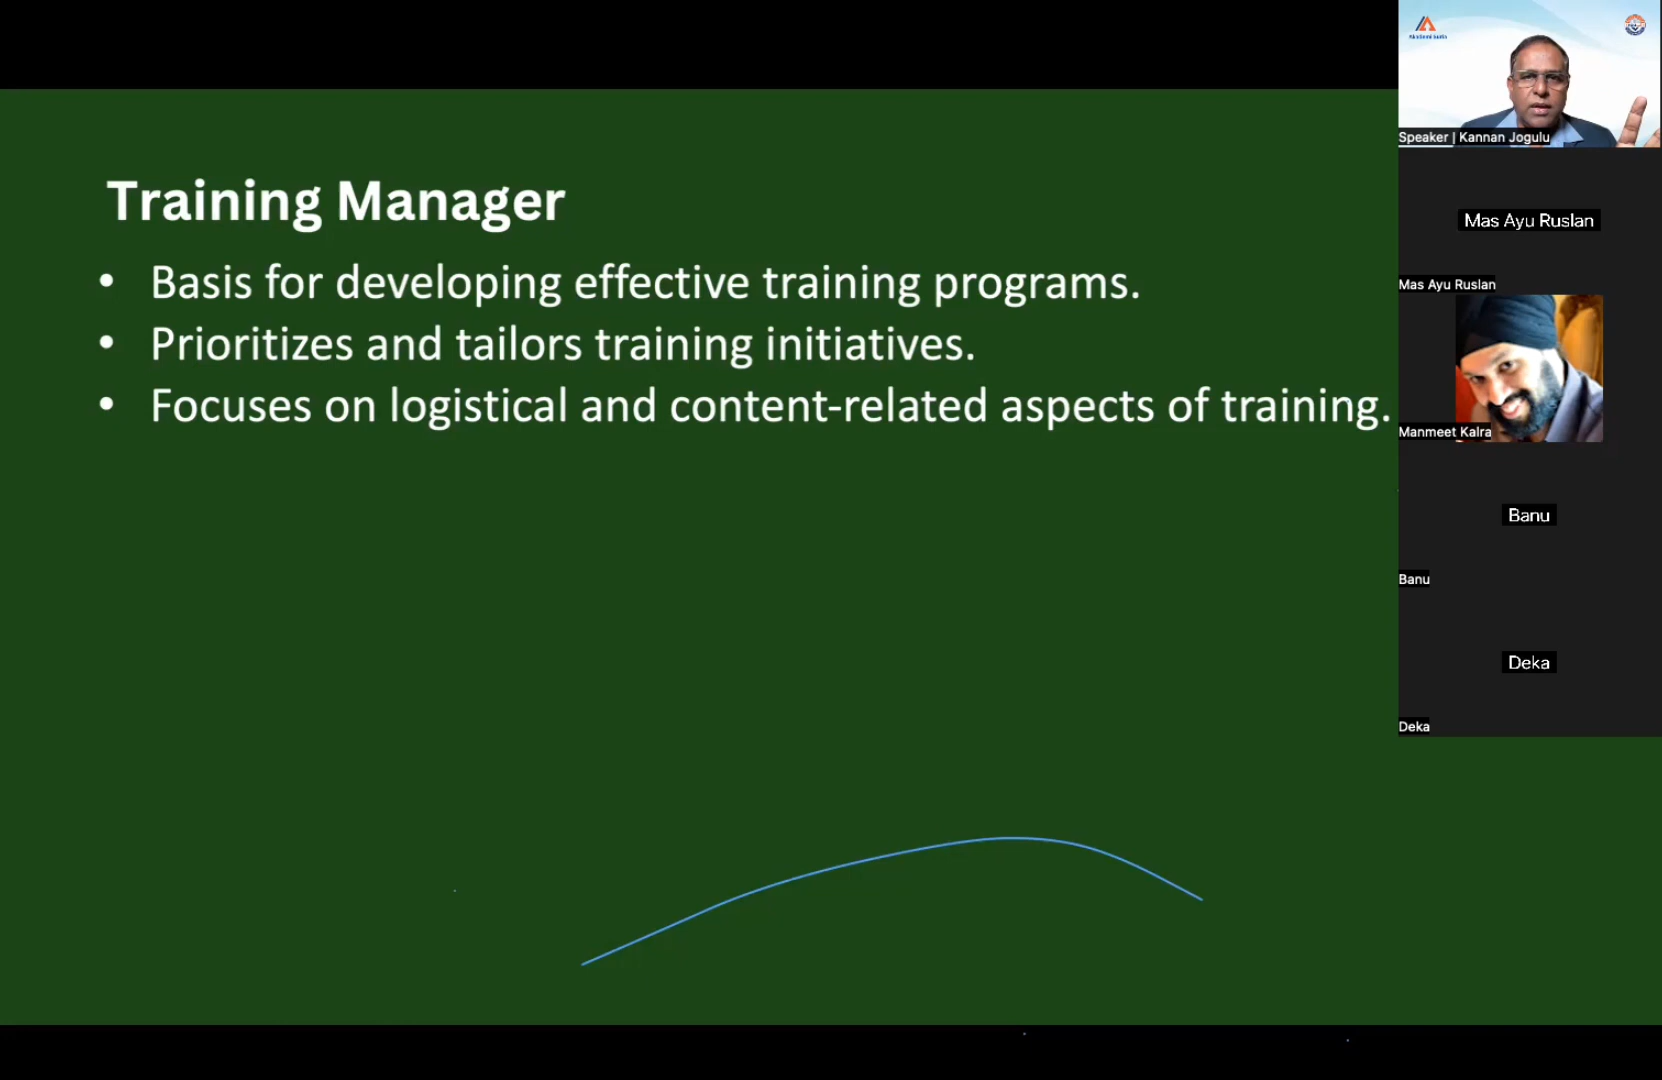 Training Manager
• Basis for developing effective training programs.
• Prioritizes and tailors training initiatives.
• Focuses on logistical and content-related aspects of training.
Speaker | Kannan Jogulu
Mas Ayu Ruslan
Mas Ayu Ruslan
Manmeet Kalra
Banu
Banu
Deka
Deka